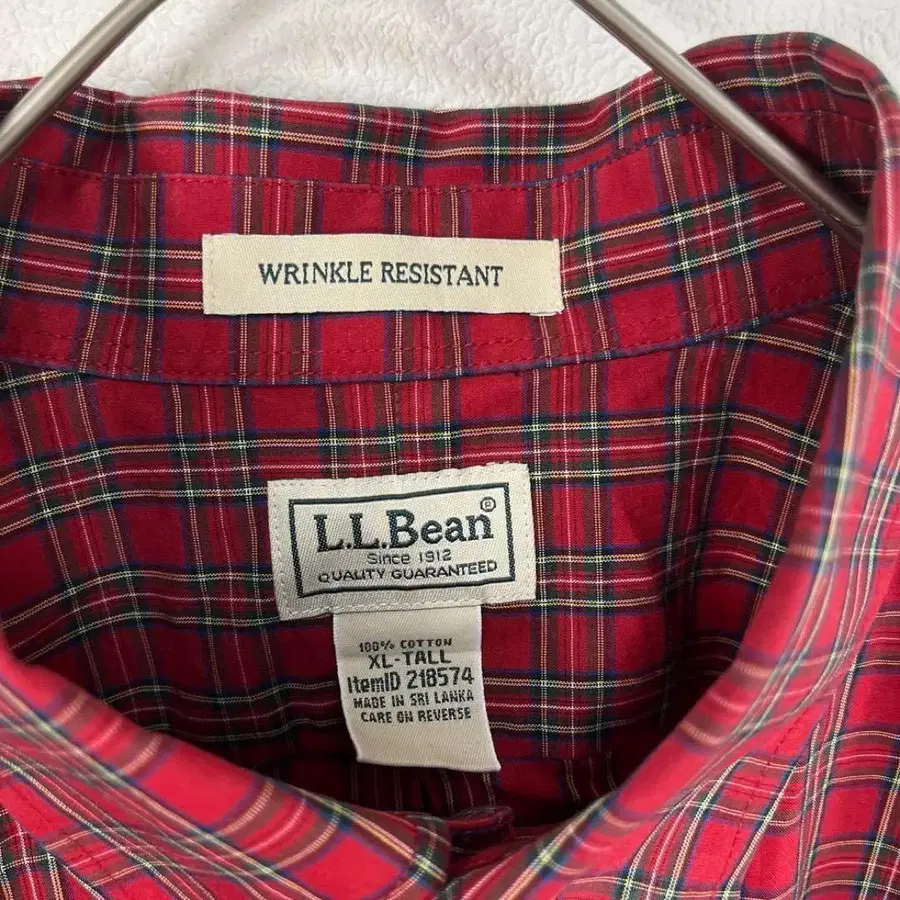 WRINKLE RESISTANT
L.L.Bean®
Since 1912
QUALITY GUARANTEED
100% COTTON
XL-TALL
ItemID 218574
MADE IN SRI LANKA
CARE ON REVERSE